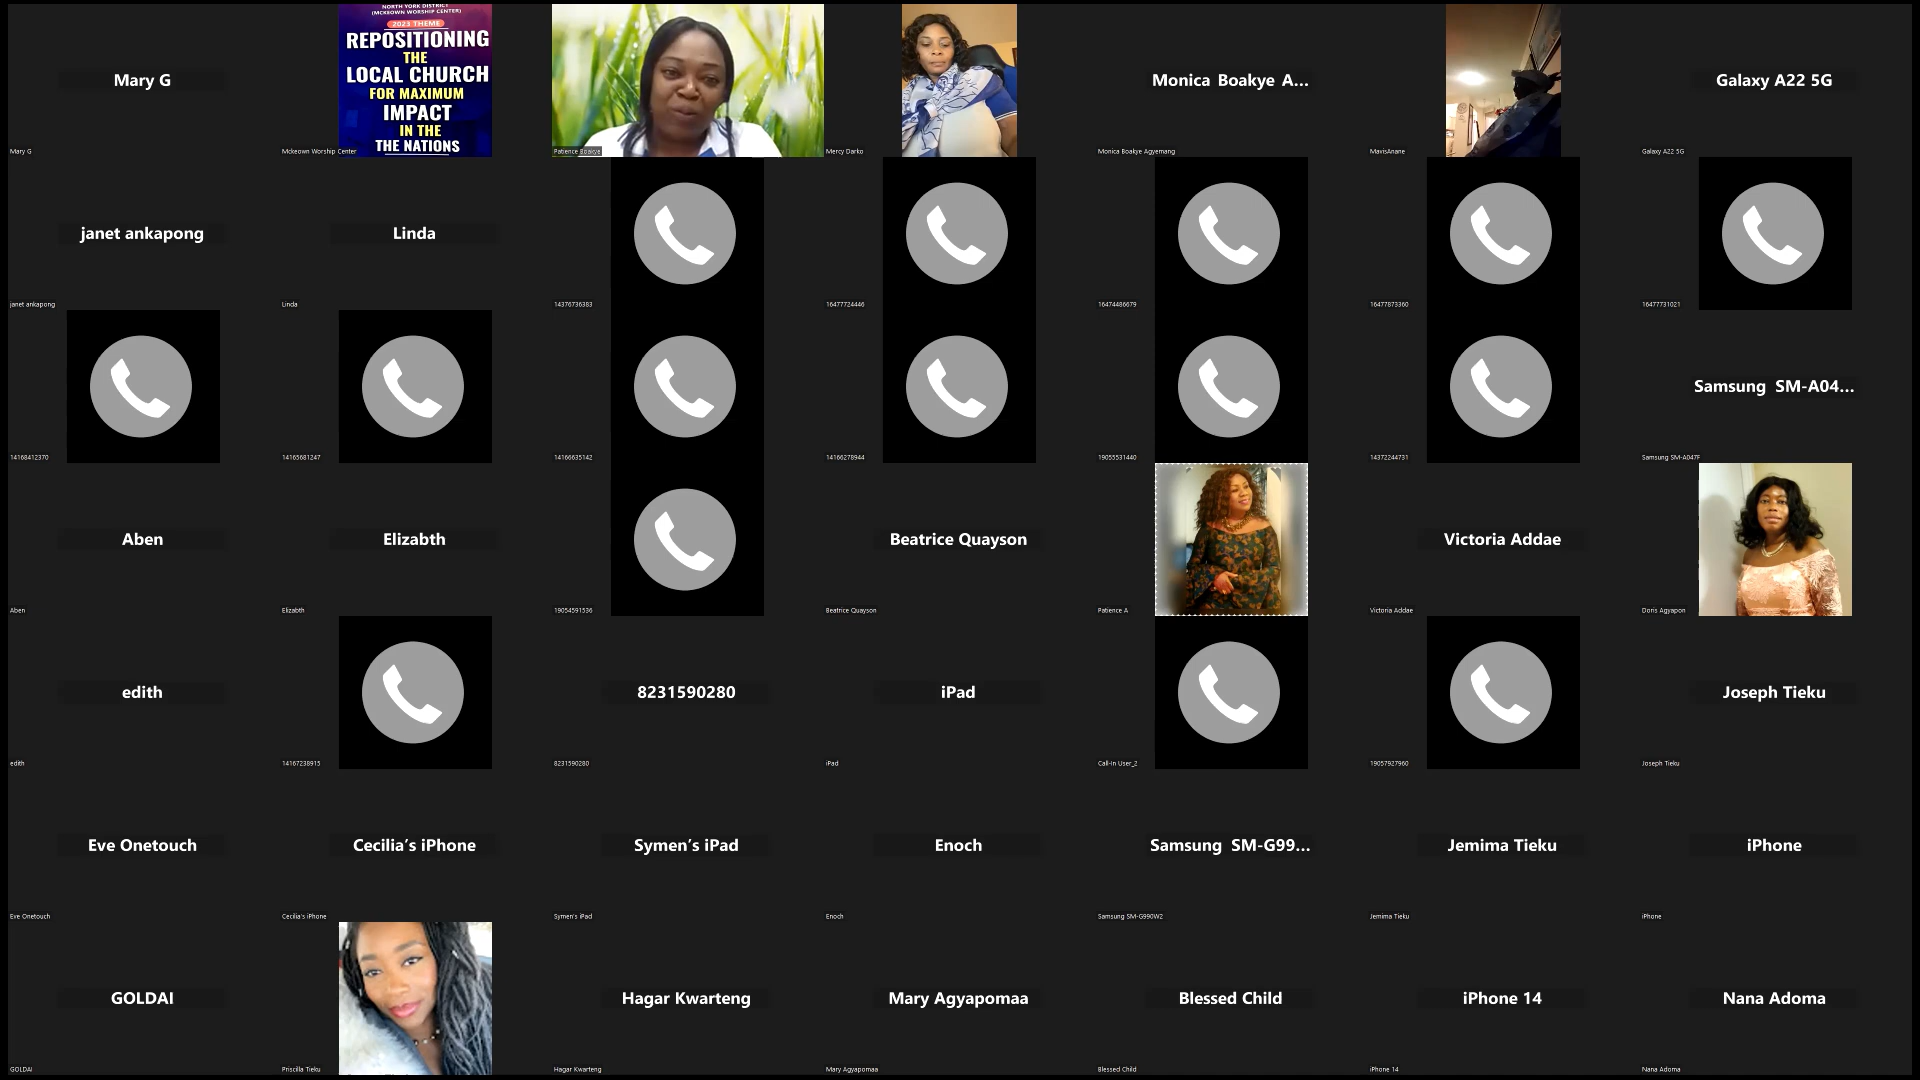 Mary G
Mary G
NORTH YORK DISTRICT
(MCKEOWN WORSHIP CENTER)
2023 THEME
REPOSITIONING
THE
LOCAL CHURCH
FOR MAXIMUM
IMPACT
IN THE
THE NATIONS
Mckeown Worship Center
Patience Boakye
Mercy Darko
Monica Boakye A...
Monica Boakye Agyemang
MavisAnane
Galaxy A22 5G
Galaxy A22 5G
janet ankapong
janet ankapong
Linda
Linda
14376736383
16477724446
16474486679
16477873360
16477731021
14168412370
14165681247
14166635142
14166278944
19055531440
14372244731
Samsung SM-A04...
Samsung SM-A047F
Aben
Aben
Elizabth
Elizabth
19054591536
Beatrice Quayson
Beatrice Quayson
Patience A
Victoria Addae
Victoria Addae
Doris Agyapon
edith
edith
14167238915
8231590280
8231590280
iPad
iPad
Call-In User_2
19057927960
Joseph Tieku
Joseph Tieku
Eve Onetouch
Eve Onetouch
Cecilia’s iPhone
Cecilia's iPhone
Symen’s iPad
Symen's iPad
Enoch
Enoch
Samsung SM-G99...
Samsung SM-G990W2
Jemima Tieku
Jemima Tieku
iPhone
iPhone
GOLDAI
GOLDAI
Priscilla Tieku
Hagar Kwarteng
Hagar Kwarteng
Mary Agyapomaa
Mary Agyapomaa
Blessed Child
Blessed Child
iPhone 14
iPhone 14
Nana Adoma
Nana Adoma